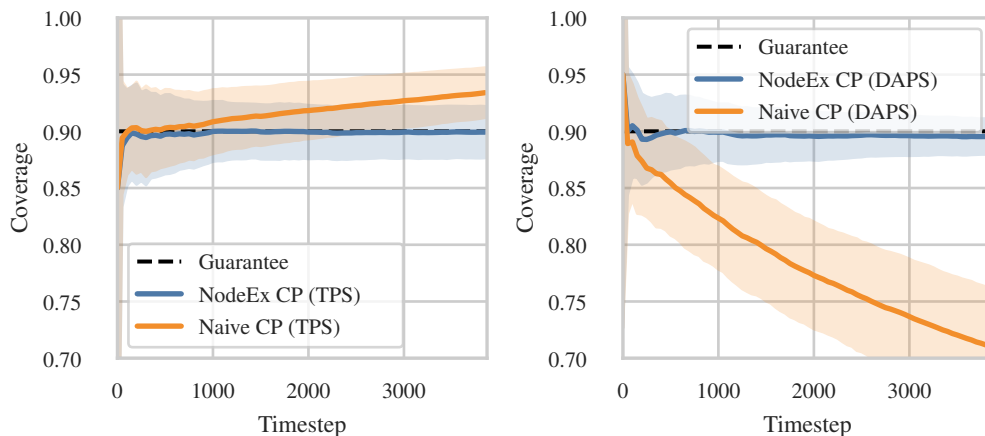 1.00
0.95
0.90
0.85
0.80
0.75
0.70
Coverage
Guarantee
NodeEx CP (TPS)
Naive CP (TPS)
0
1000
2000
3000
Timestep
1.00
0.95
0.90
0.85
0.80
0.75
0.70
Coverage
Guarantee
NodeEx CP (DAPS)
Naive CP (DAPS)
0
1000
2000
3000
Timestep